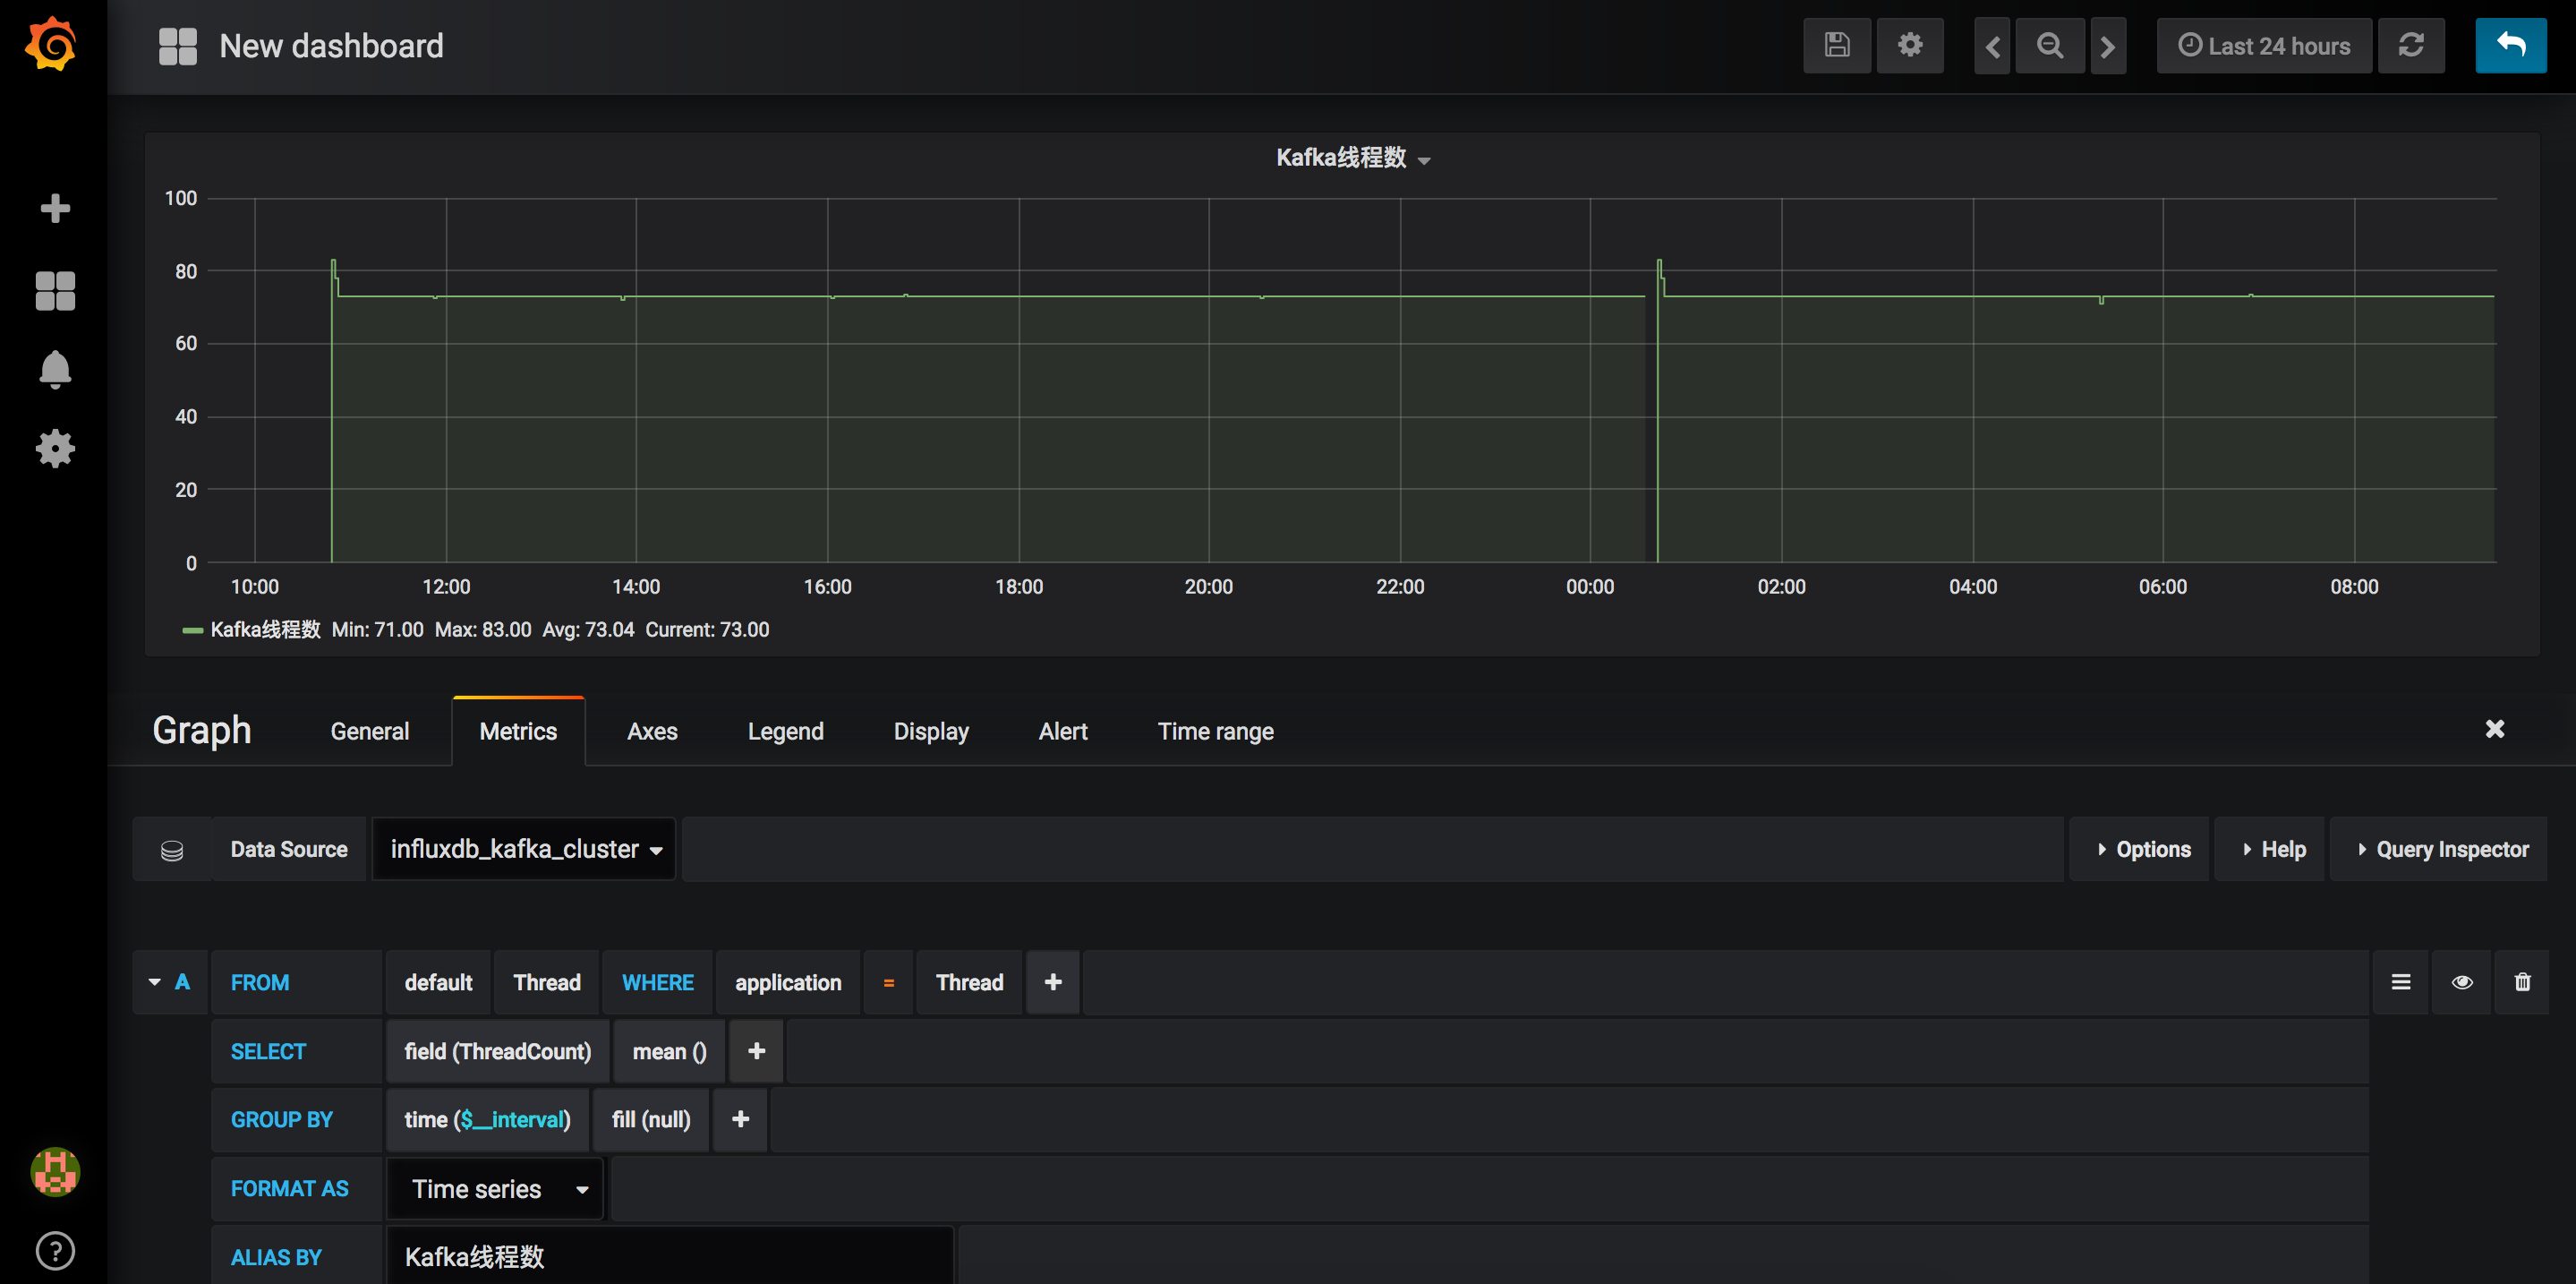 New dashboard
Last 24 hours
Kafka线程数
100
80
60
40
20
0
10:00 12:00 14:00 16:00 18:00 20:00 22:00 00:00 02:00 04:00 06:00 08:00
Kafka线程数 Min: 71.00 Max: 83.00 Avg: 73.04 Current: 73.00
Graph General Metrics Axes Legend Display Alert Time range
Data Source influxdb_kafka_cluster Options Help Query Inspector
A FROM default Thread WHERE application = Thread +
SELECT field (ThreadCount) mean () +
GROUP BY time ($__interval) fill (null) +
FORMAT AS Time series
ALIAS BY Kafka线程数